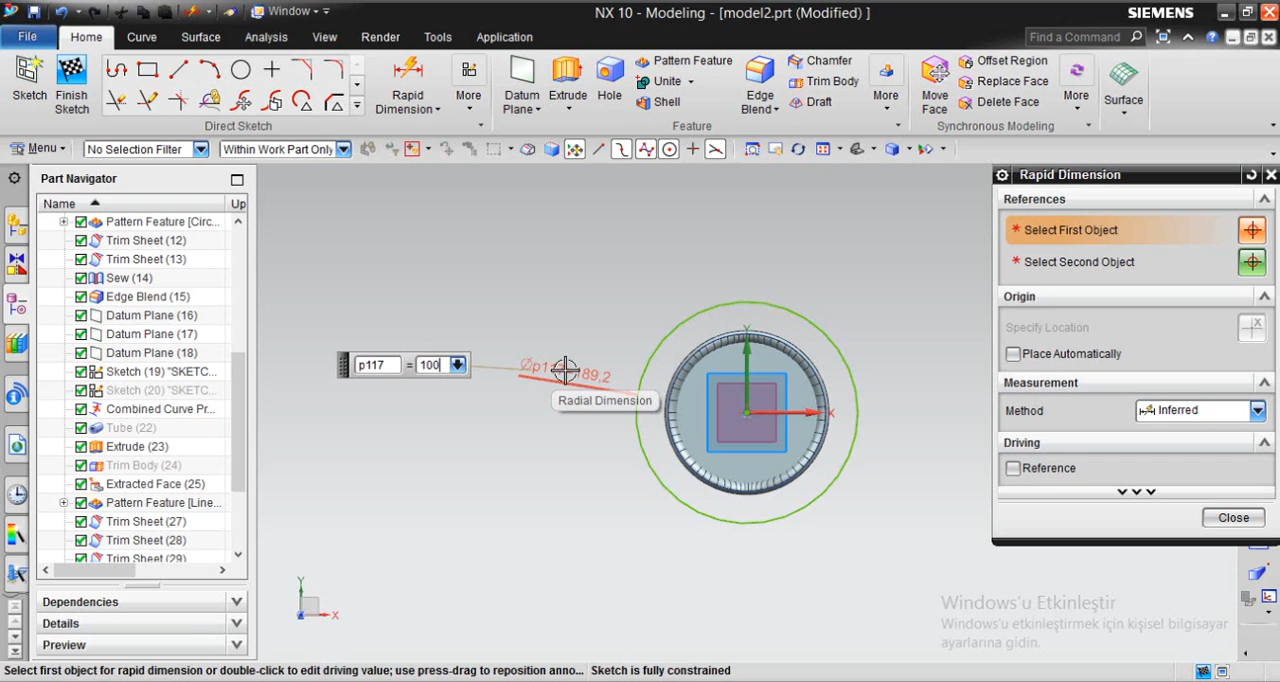 Window
NX 10 - Modeling - [model2.prt (Modified) ]
SIEMENS
File
Home
Curve
Surface
Analysis
View
Render
Tools
Application
Find a Command
Sketch
Finish Sketch
Rapid Dimension
More
Direct Sketch
Datum Plane
Extrude
Hole
Pattern Feature
Unite
Shell
Edge Blend
Chamfer
Trim Body
Draft
More
Feature
Move Face
Offset Region
Replace Face
Delete Face
More
Synchronous Modeling
Surface
Menu
No Selection Filter
Within Work Part Only
Part Navigator
Name
Up
Pattern Feature [Circ...
Trim Sheet (12)
Trim Sheet (13)
Sew (14)
Edge Blend (15)
Datum Plane (16)
Datum Plane (17)
Datum Plane (18)
Sketch (19) "SKETC...
Sketch (20) "SKETC...
Combined Curve Pr...
Tube (22)
Extrude (23)
Trim Body (24)
Extracted Face (25)
Pattern Feature [Line...
Trim Sheet (27)
Trim Sheet (28)
Trim Sheet (29)
Dependencies
Details
Preview
p117 = 100
Radial Dimension
Y
X
Y
X
Rapid Dimension
References
* Select First Object
* Select Second Object
Origin
Specify Location
Place Automatically
Measurement
Method
Inferred
Driving
Reference
Close
Windows'u Etkinleştir
Windows'u etkinleştirmek için kişisel bilgisayar
ayarlarına gidin.
Select first object for rapid dimension or double-click to edit driving value; use press-drag to reposition anno...
Sketch is fully constrained